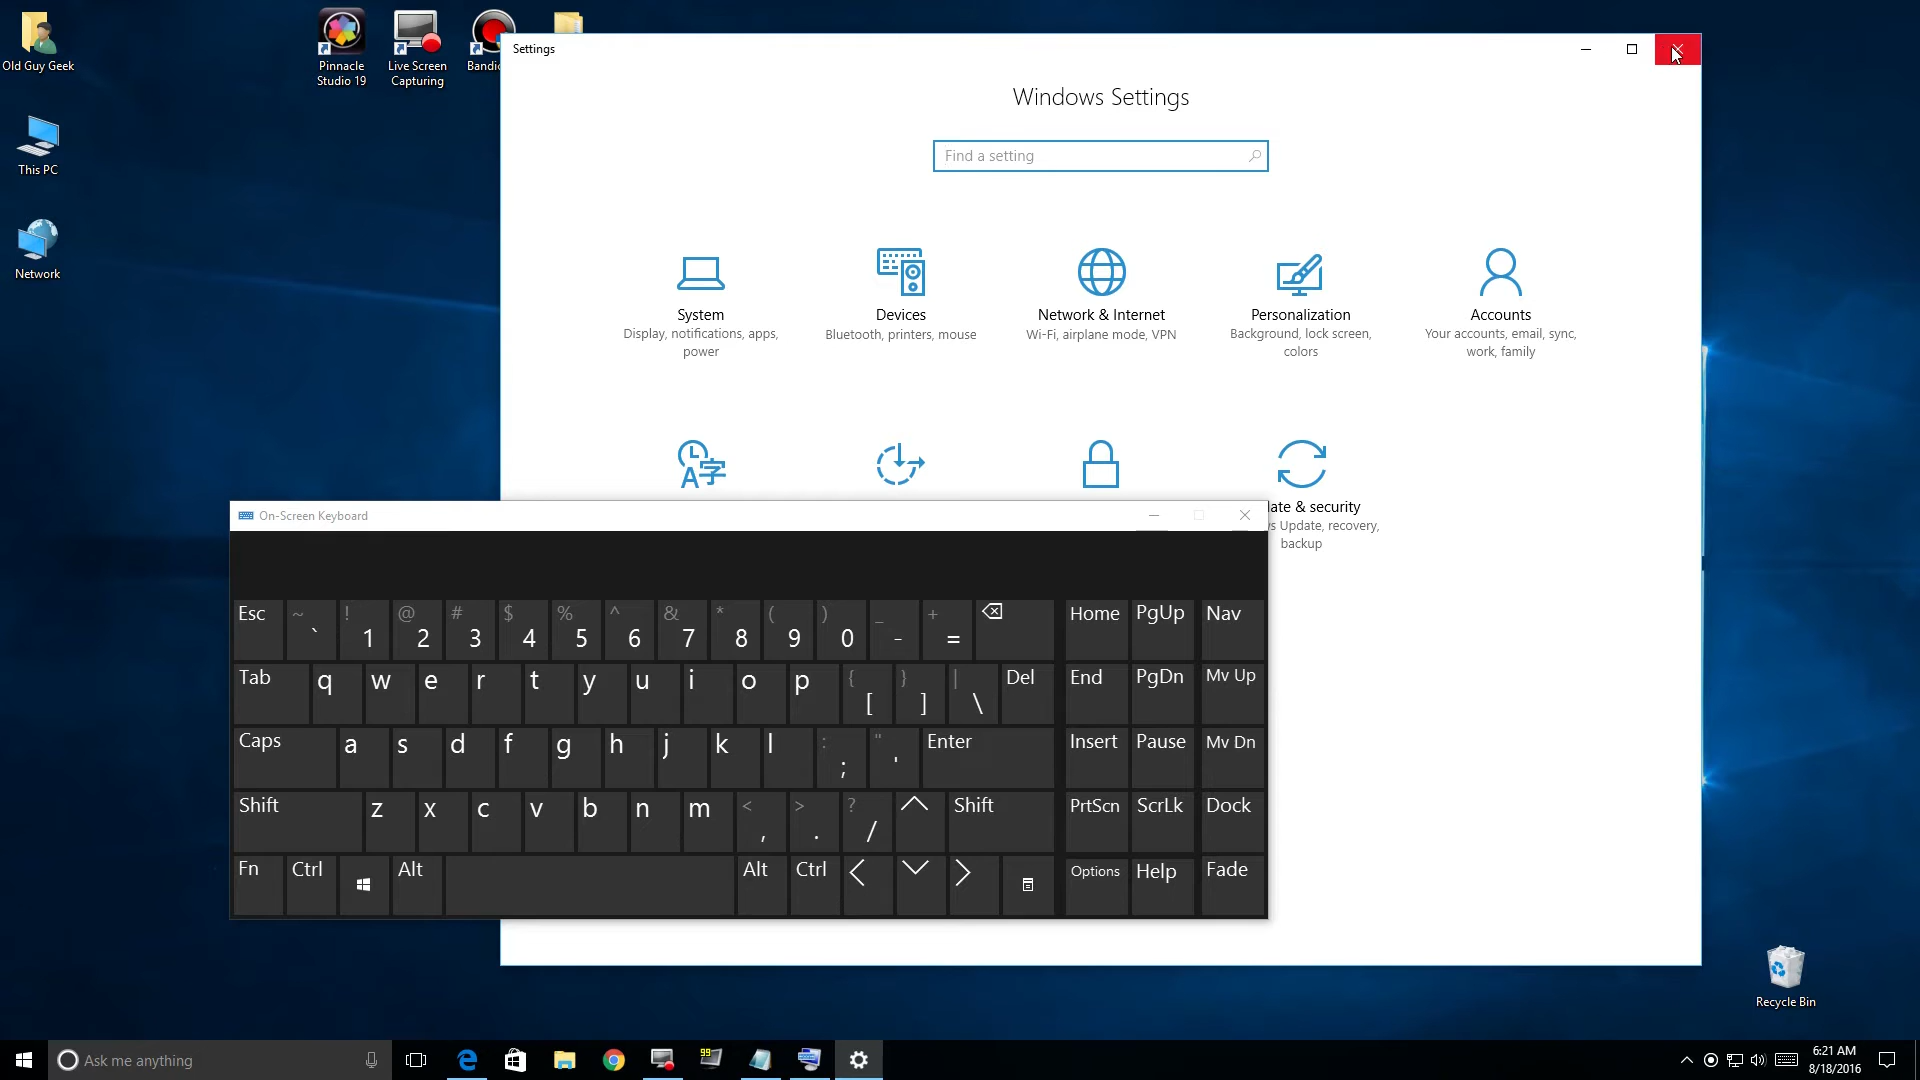 Old Guy Geek
Pinnacle
Studio 19
Live Screen
Capturing
This PC
Network
Settings
Windows Settings
Find a setting
System
Display, notifications, apps,
power
Devices
Bluetooth, printers, mouse
Network & Internet
Wi-Fi, airplane mode, VPN
Personalization
Background, lock screen,
colors
Accounts
Your accounts, email, sync,
work, family
A字
& security
Update, recovery,
backup
On-Screen Keyboard
Esc ~ ` ! 1 @ 2 # 3 $ 4 % 5 ^ 6 & 7 * 8 ( 9 ) 0 _ - + = Home PgUp Nav
Tab q w e r t y u i o p { [ } ] | \ Del End PgDn Mv Up
Caps a s d f g h j k l : ; " ' Enter Insert Pause Mv Dn
Shift z x c v b n m < , > . ? / Shift PrtScn ScrLk Dock
Fn Ctrl Alt Alt Ctrl Options Help Fade
Recycle Bin
Ask me anything
99
6:21 AM
8/18/2016